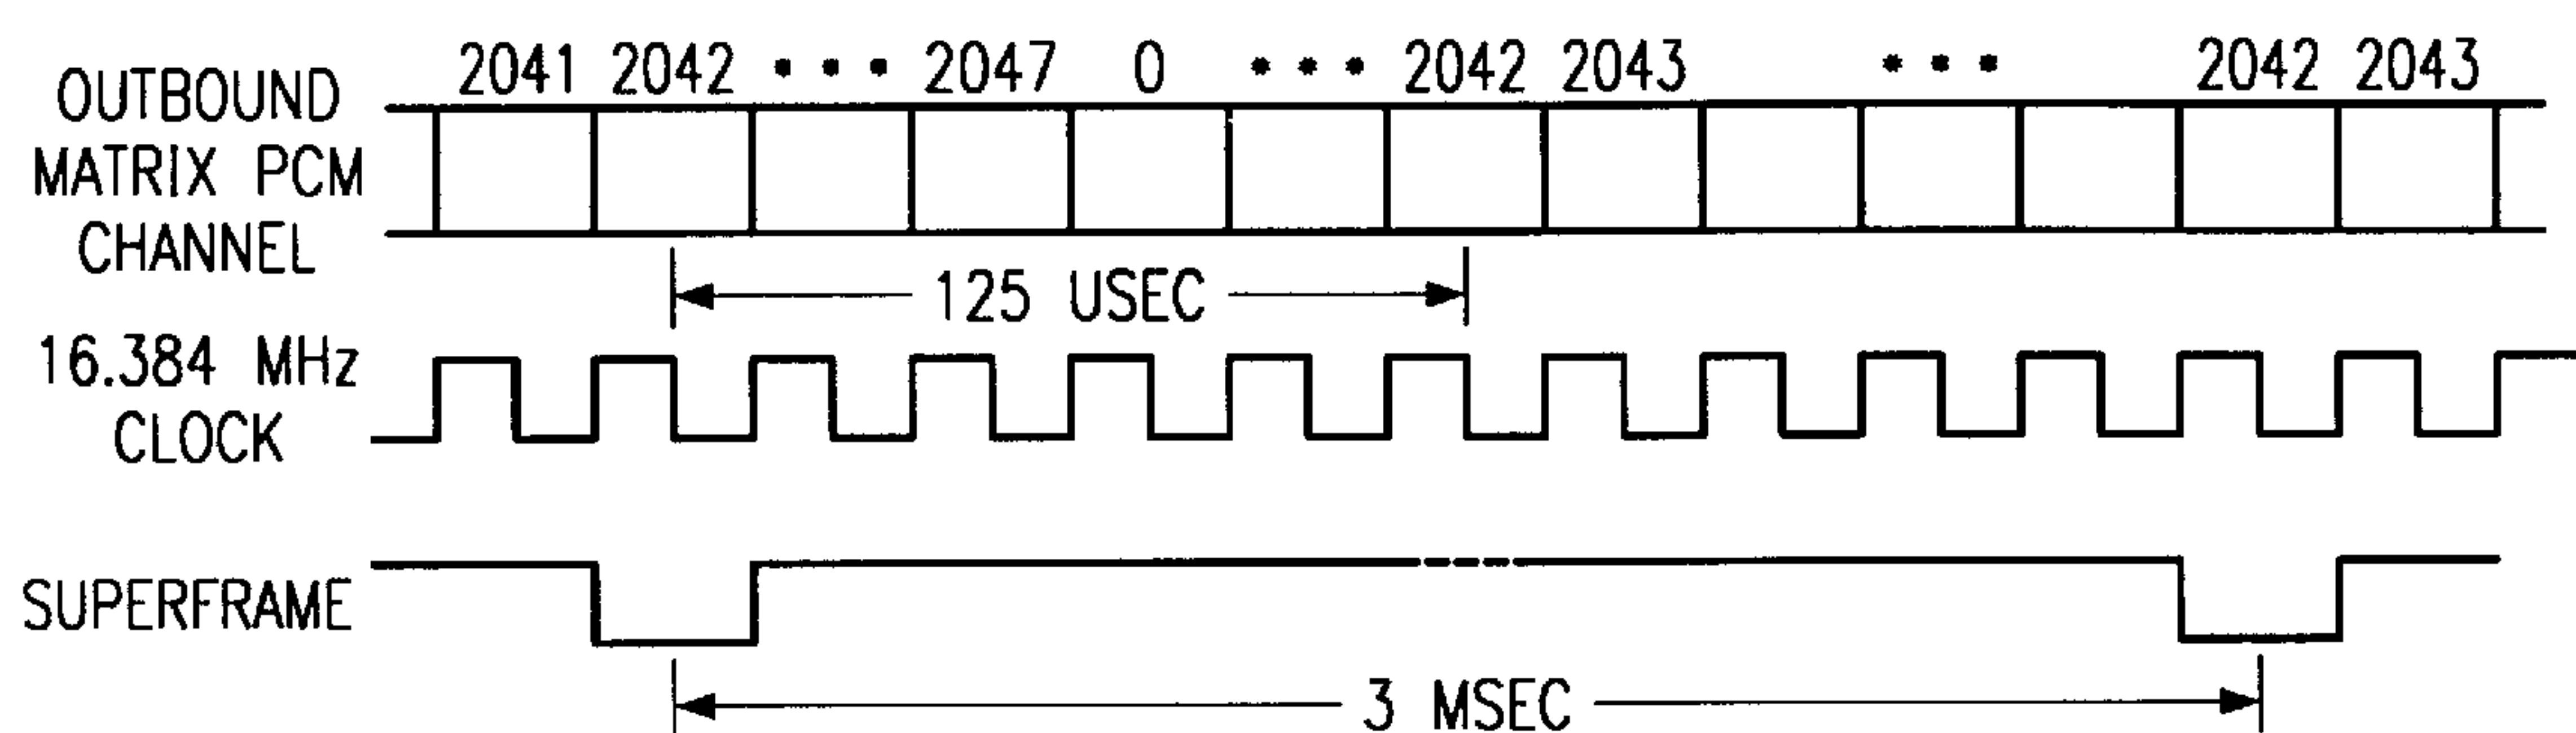 2041 2042 ... 2047 0 ... 2042 2043 ... 2042 2043
OUTBOUND
MATRIX PCM
CHANNEL
125 USEC
16.384 MHz
CLOCK
SUPERFRAME
3 MSEC